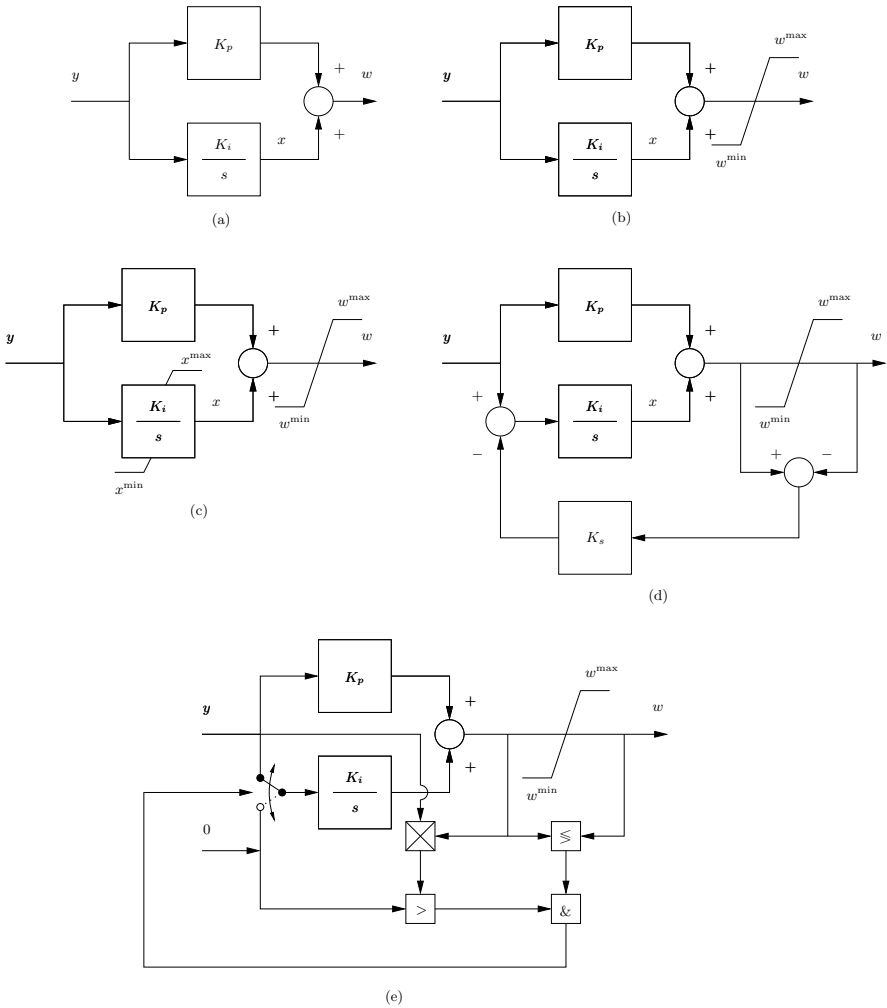 K_p
y
+
w
K_i
s
x
+
(a)
K_p
w^max
y
+
w
K_i
s
x
+
w^min
(b)
K_p
w^max
y
+
w
x^max
K_i
s
x
+
w^min
x^min
(c)
K_p
w^max
y
+
w
+
K_i
s
x
+
w^min
−
+
−
K_s
(d)
K_p
w^max
y
+
w
K_i
s
+
w^min
0
≶
>
&
(e)